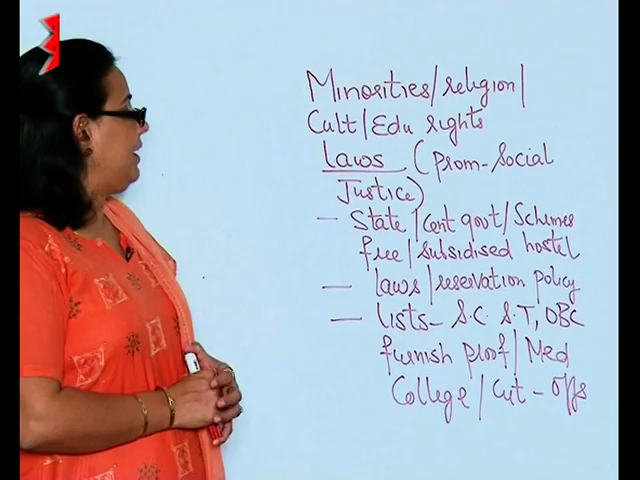 Minorities/religion/
Cult/Edu rights
Laws (Prom-Social
Justice)
- State/Cent govt/Schemes
free/subsidised hostel
- laws/reservation policy
- lists- S.C. S.T, OBC
furnish proof/Med
College/Cut-offs